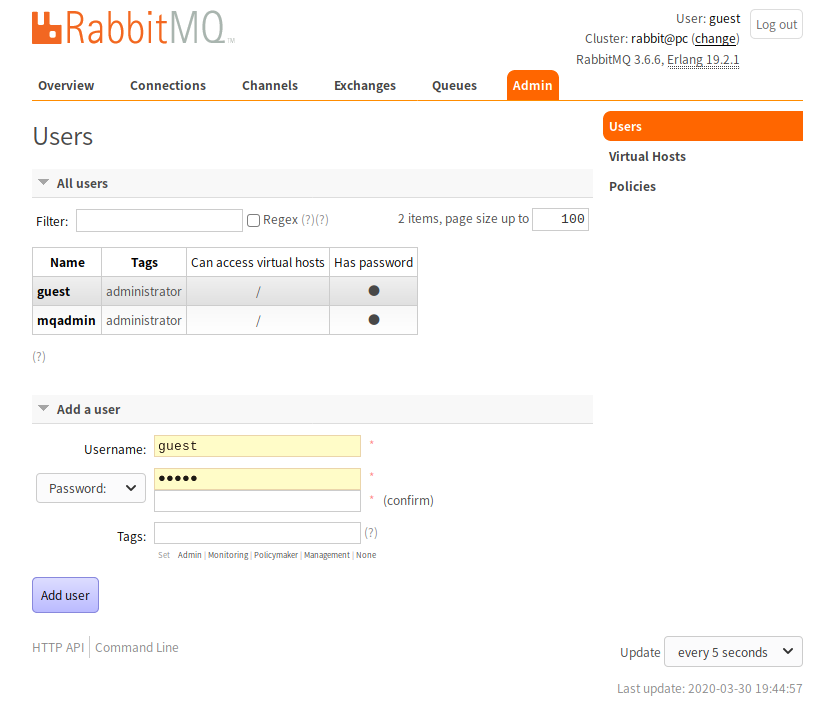 RabbitMQ™
User: guest
Log out
Cluster: rabbit@pc (change)
RabbitMQ 3.6.6, Erlang 19.2.1
Overview Connections Channels Exchanges Queues Admin
Users
Users
Virtual Hosts
Policies
All users
Filter: Regex (?)(?) 2 items, page size up to 100
Name Tags Can access virtual hosts Has password
guest administrator / ●
mqadmin administrator / ●
(?)
Add a user
Username: guest *
Password: ●●●●● *
* (confirm)
Tags: (?)
Set Admin | Monitoring | Policymaker | Management | None
Add user
HTTP API Command Line
Update every 5 seconds
Last update: 2020-03-30 19:44:57